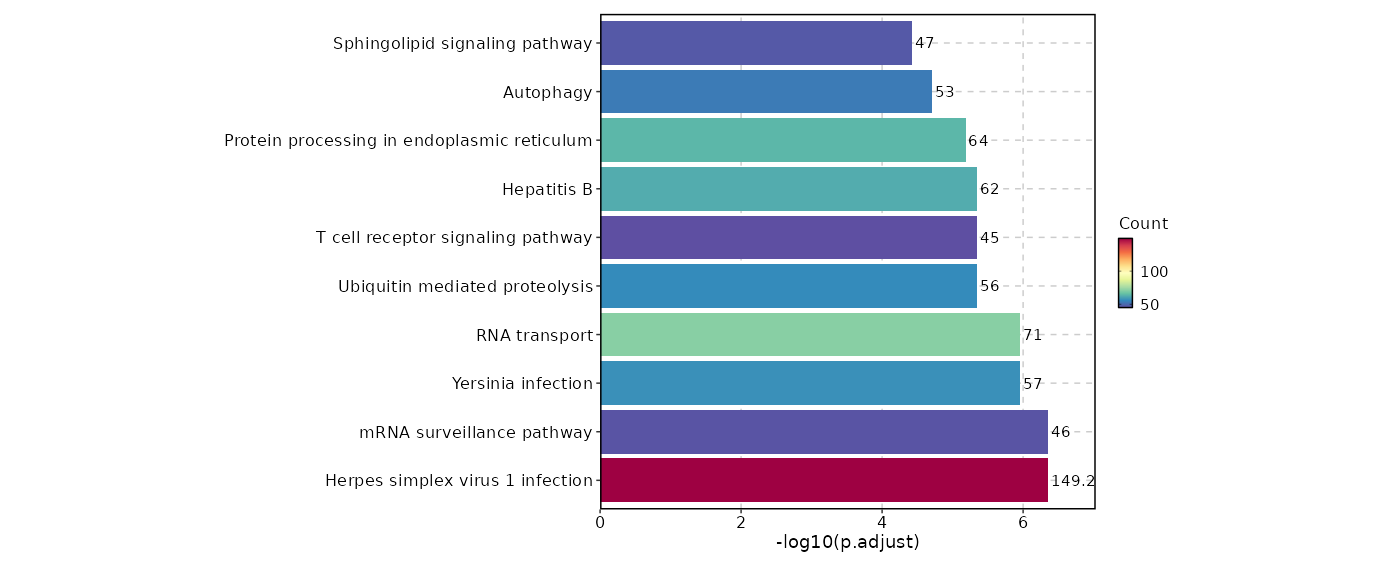 Sphingolipid signaling pathway 47
Autophagy 53
Protein processing in endoplasmic reticulum 64
Hepatitis B 62
T cell receptor signaling pathway 45
Ubiquitin mediated proteolysis 56
RNA transport 71
Yersinia infection 57
mRNA surveillance pathway 46
Herpes simplex virus 1 infection 149.2
0 2 4 6
-log10(p.adjust)
Count
100
50